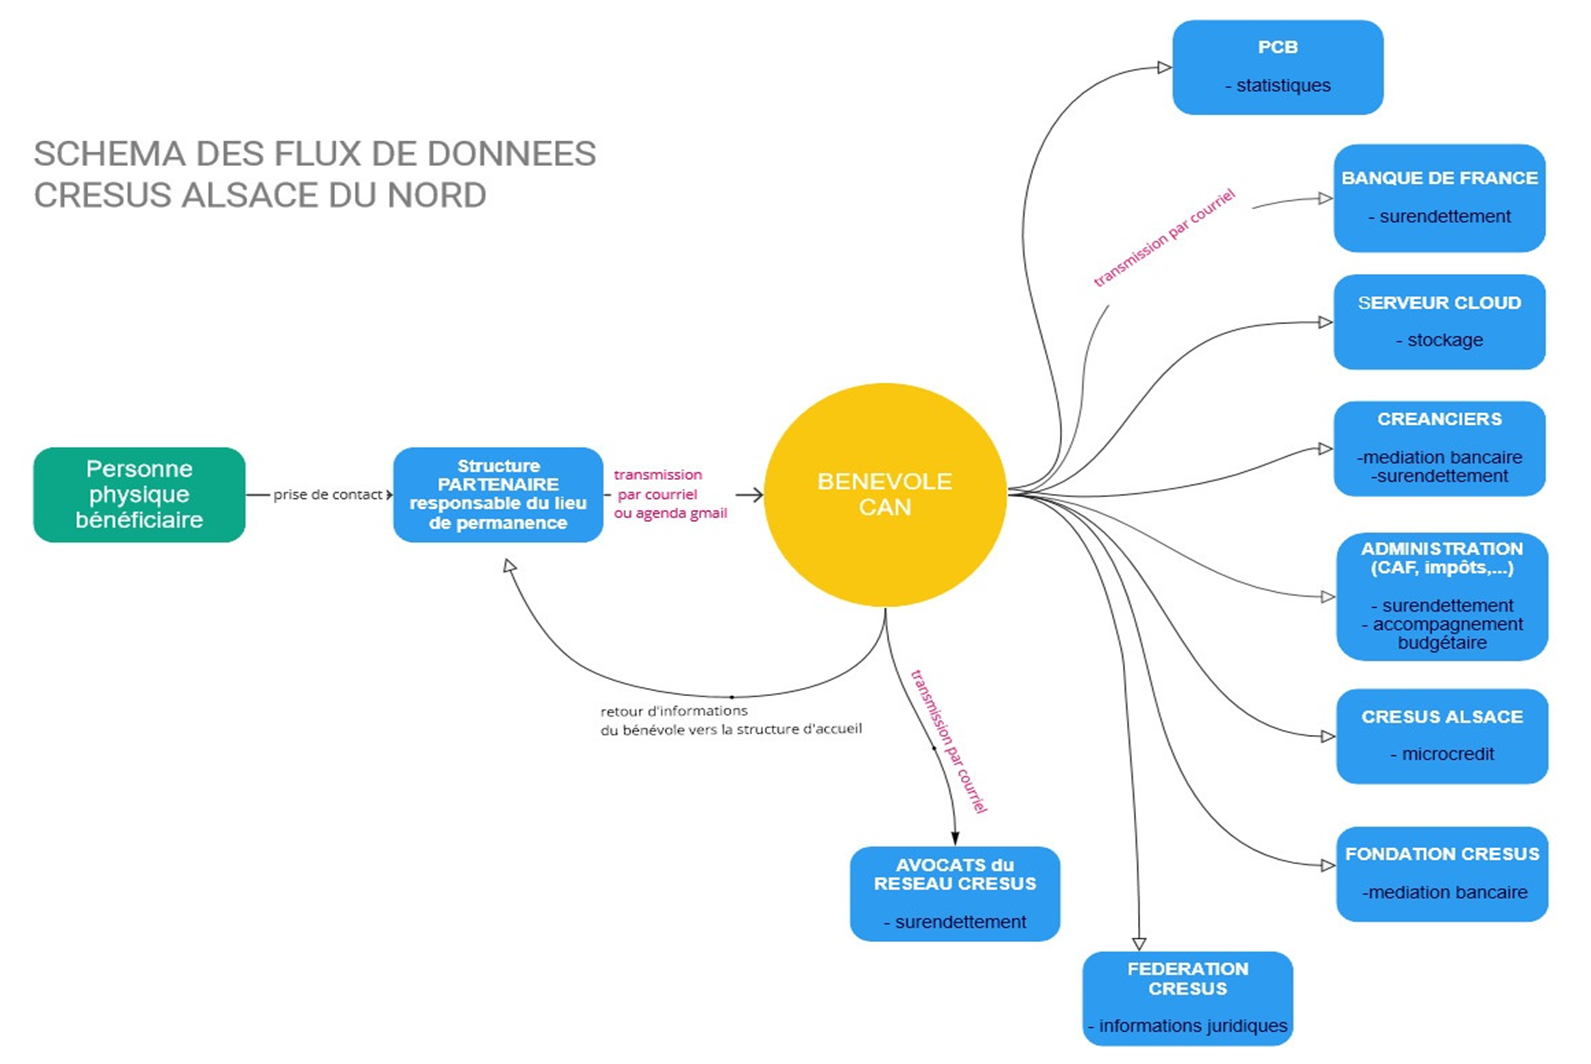 SCHEMA DES FLUX DE DONNEES
CRESUS ALSACE DU NORD
Personne
physique
bénéficiaire
prise de contact
Structure
PARTENAIRE
responsable du lieu
de permanence
transmission
par courriel
ou agenda gmail
BENEVOLE
CAN
retour d'informations
du bénévole vers la structure d'accueil
transmission par courriel
AVOCATS du
RESEAU CRESUS
- surendettement
transmission par courriel
PCB
- statistiques
BANQUE DE FRANCE
- surendettement
SERVEUR CLOUD
- stockage
CREANCIERS
-mediation bancaire
-surendettement
ADMINISTRATION
(CAF, impôts,...)
- surendettement
- accompagnement
budgétaire
CRESUS ALSACE
- microcredit
FONDATION CRESUS
-mediation bancaire
FEDERATION
CRESUS
- informations juridiques